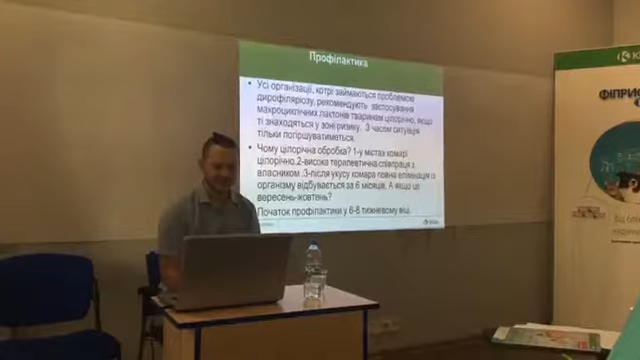 Профілактика
Усі організації, котрі займаються проблемою
дирофіляріозу, рекомендують застосування
макроциклічних лактонів тваринам цілорічно, якщо
ті знаходяться у зоні ризику. З часом ситуація
тільки погіршуватиметься.
Чому цілорічна обробка? 1-у містах комарі
цілорічно.2-висока терапевтична співпраця з
власником .3-після укусу комара повна елімінація із
організму відбувається за 6 місяців. А якщо це
вересень-жовтень?
Початок профілактики у 6-8 тижневому віці.